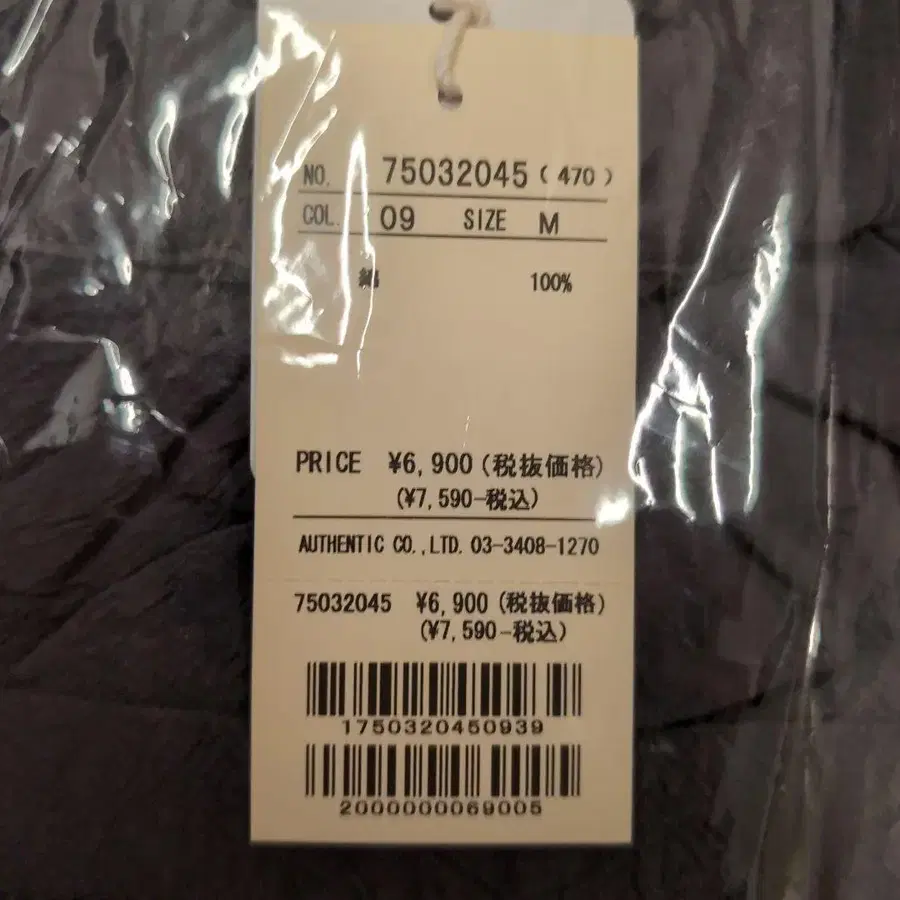 NO. 75032045 (470)
COL. 09 SIZE M
綿 100%
PRICE ¥6,900 (税抜価格)
(¥7,590-税込)
AUTHENTIC CO.,LTD. 03-3408-1270
75032045 ¥6,900 (税抜価格)
(¥7,590-税込)
1750320450939
2000000069005